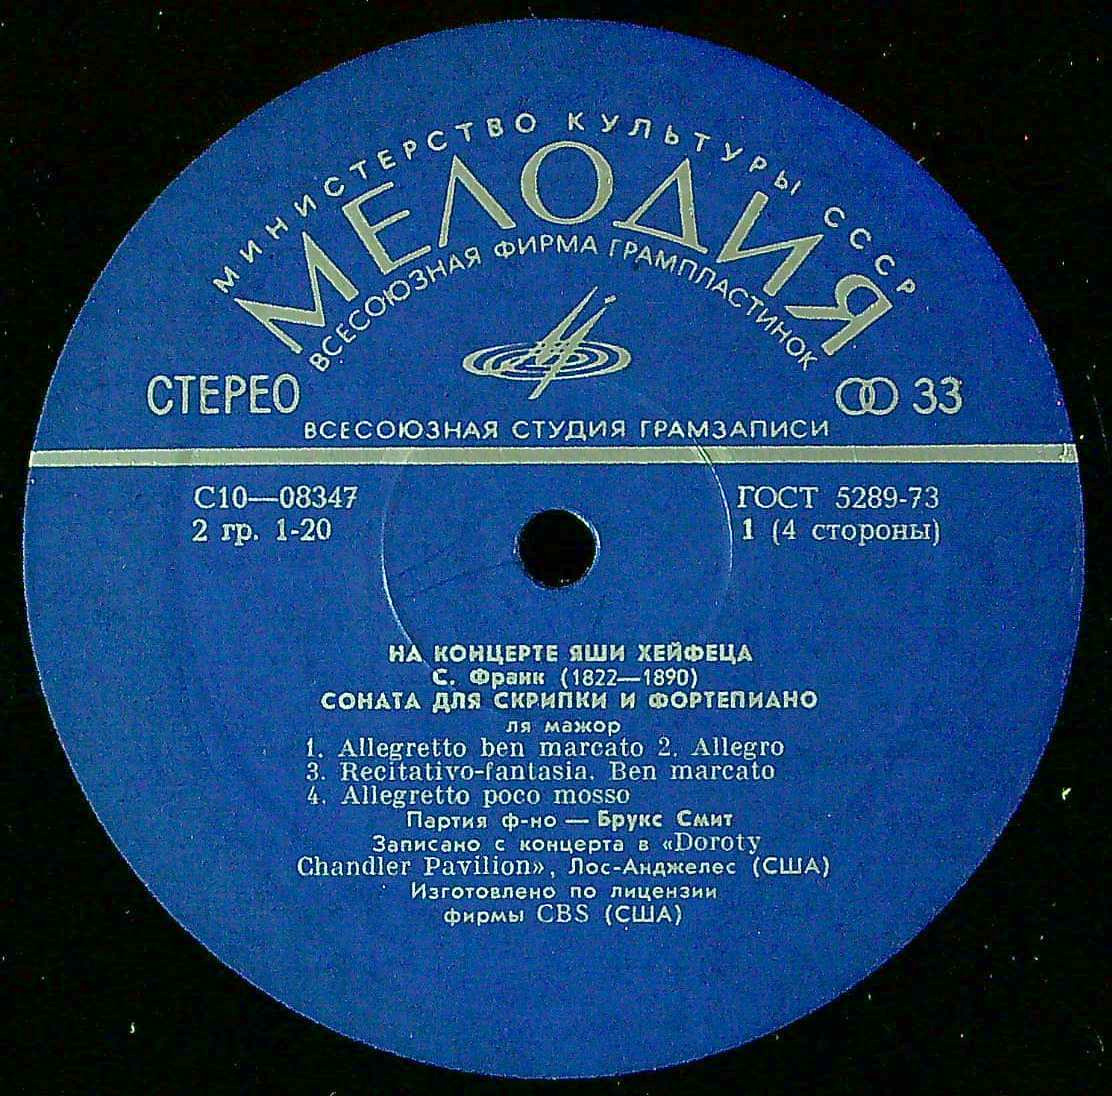 МИНИСТЕРСТВО КУЛЬТУРЫ СССР
МЕЛОДИЯ
ВСЕСОЮЗНАЯ ФИРМА ГРАМПЛАСТИНОК
СТЕРЕО
33
ВСЕСОЮЗНАЯ СТУДИЯ ГРАМЗАПИСИ
С10—08347
ГОСТ 5289-73
2 гр. 1-20
1 (4 стороны)
НА КОНЦЕРТЕ ЯШИ ХЕЙФЕЦА
С. Франк (1822—1890)
СОНАТА ДЛЯ СКРИПКИ И ФОРТЕПИАНО
ля мажор
1. Allegretto ben marcato 2. Allegro
3. Recitativo-fantasia. Ben marcato
4. Allegretto poco mosso
Партия ф-но — Брукс Смит
Записано с концерта в «Doroty
Chandler Pavilion», Лос-Анджелес (США)
Изготовлено по лицензии
фирмы CBS (США)